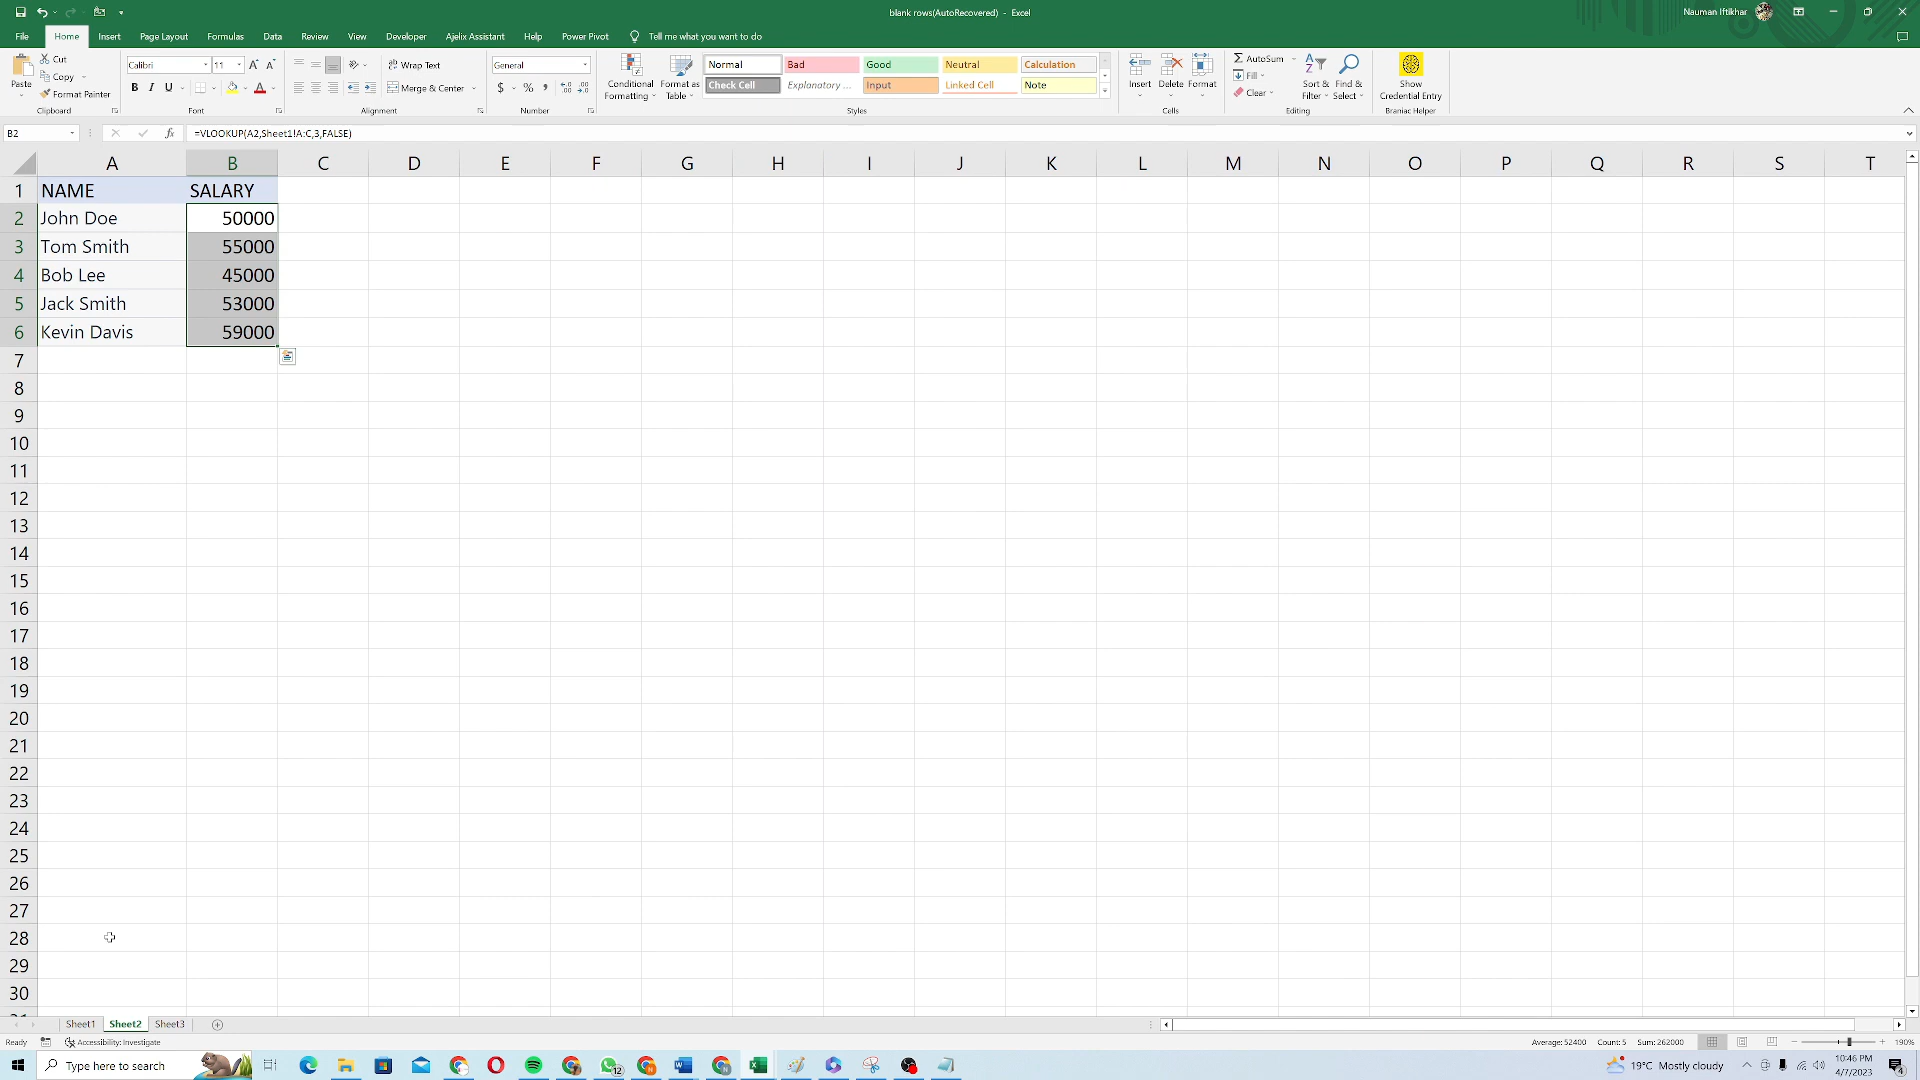 blank rows(AutoRecovered) - Excel
Nauman Iftikhar
File Home Insert Page Layout Formulas Data Review View Developer Ajelix Assistant Help Power Pivot Tell me what you want to do
Paste
Cut
Copy
Format Painter
Clipboard
Calibri 11
B I U
Font
Wrap Text
Merge & Center
Alignment
General
$ % ,
Number
Conditional
Formatting
Format as
Table
Normal Bad Good Neutral Calculation
Check Cell Explanatory ... Input Linked Cell Note
Styles
Insert Delete Format
Cells
AutoSum
Fill
Clear
Sort &
Filter
Find &
Select
Editing
Show
Credential Entry
Braniac Helper
B2 fx =VLOOKUP(A2,Sheet1!A:C,3,FALSE)
A B C D E F G H I J K L M N O P Q R S T
1 NAME SALARY
2 John Doe 50000
3 Tom Smith 55000
4 Bob Lee 45000
5 Jack Smith 53000
6 Kevin Davis 59000
7
8
9
10
11
12
13
14
15
16
17
18
19
20
21
22
23
24
25
26
27
28
29
30
Sheet1 Sheet2 Sheet3
Ready Accessibility: Investigate Average: 52400 Count: 5 Sum: 262000 190%
Type here to search
12
19°C Mostly cloudy
10:46 PM
4/7/2023
4